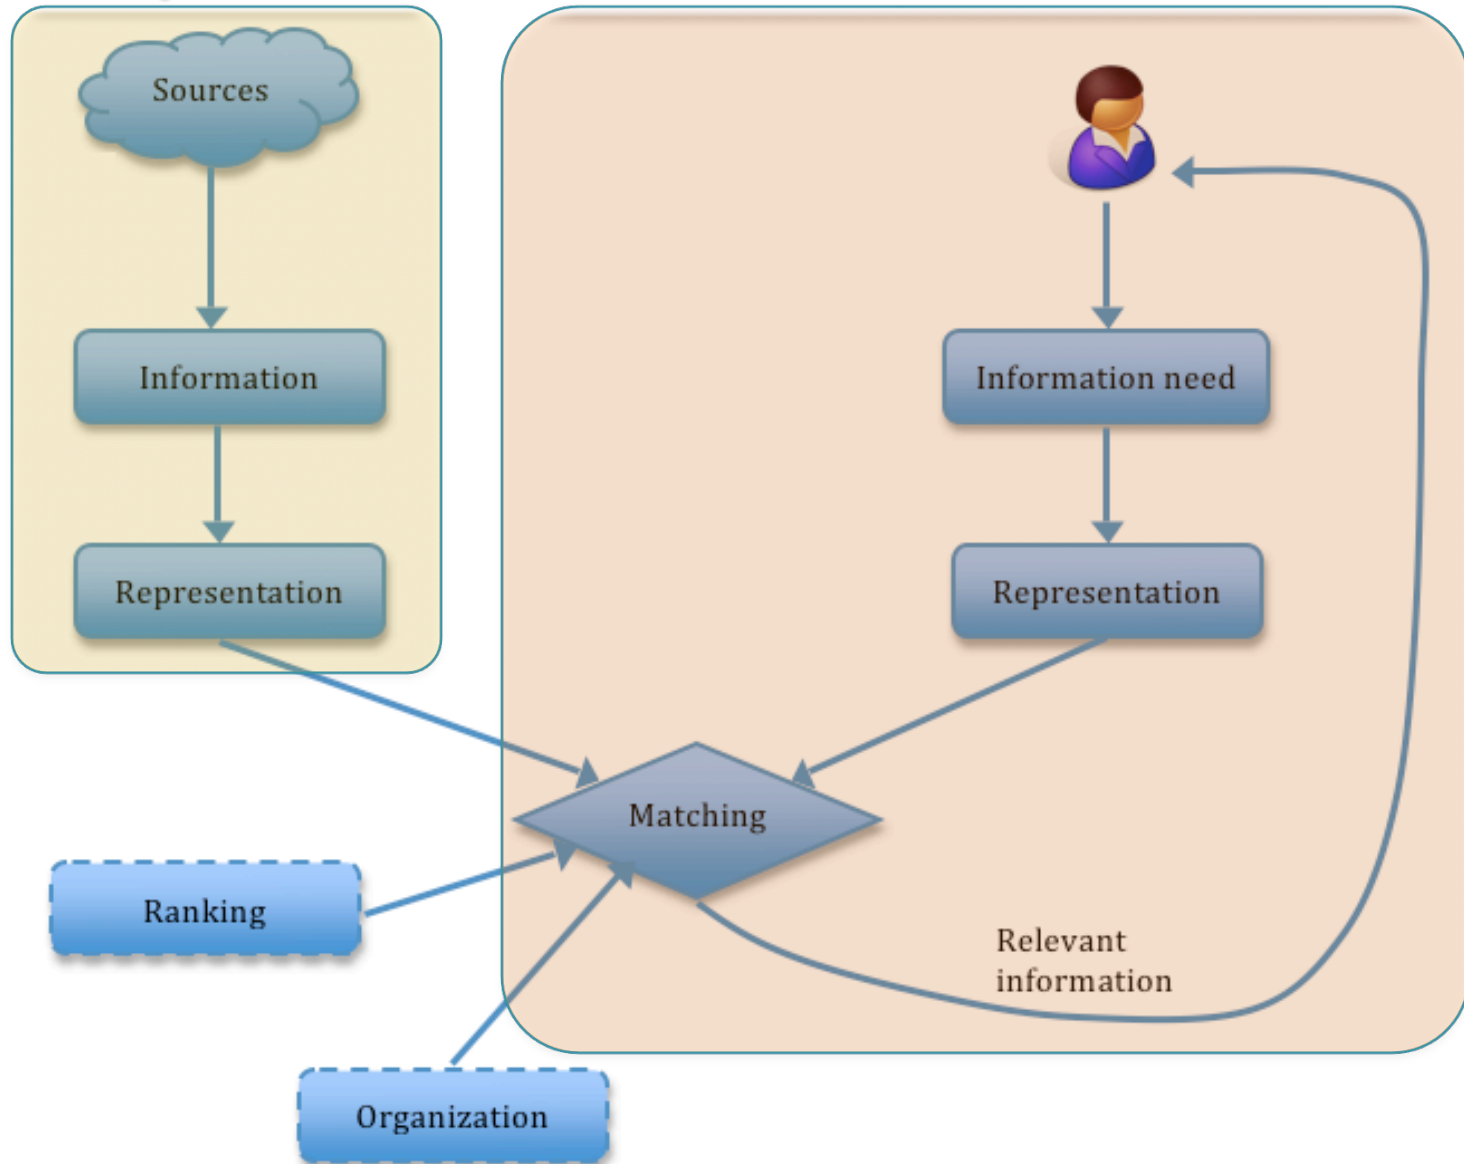 Sources
Information
Information need
Representation
Representation
Matching
Ranking
Relevant
information
Organization